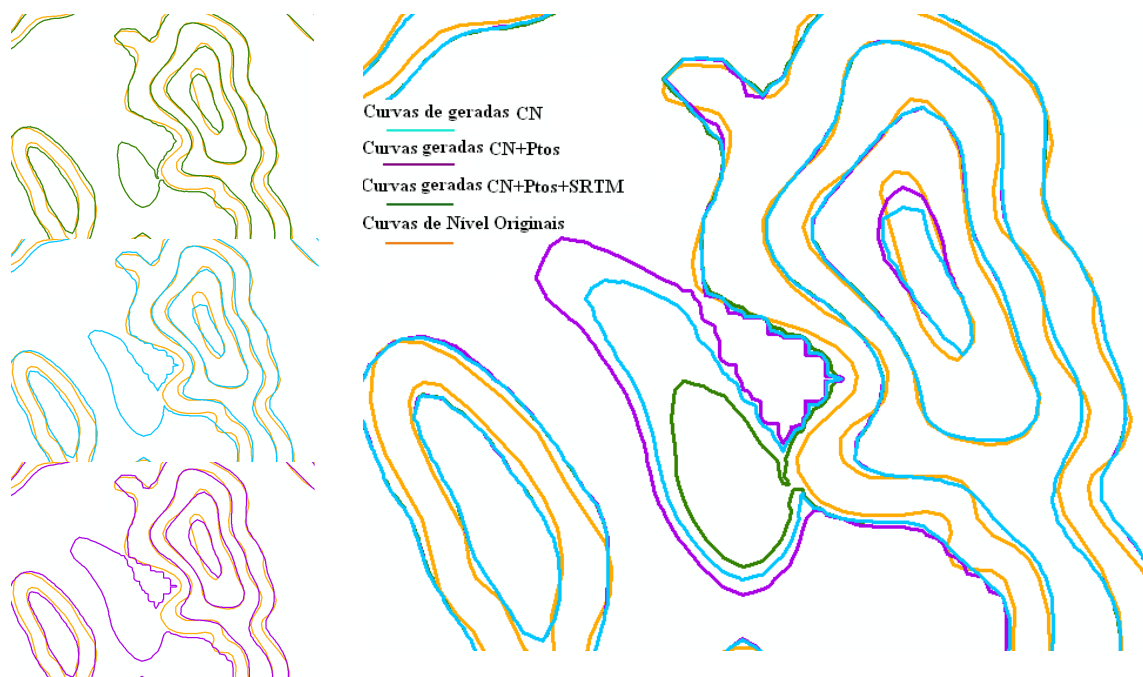 Curvas de geradas CN
Curvas geradas CN+Ptos
Curvas geradas CN+Ptos+SRTM
Curvas de Nível Originais